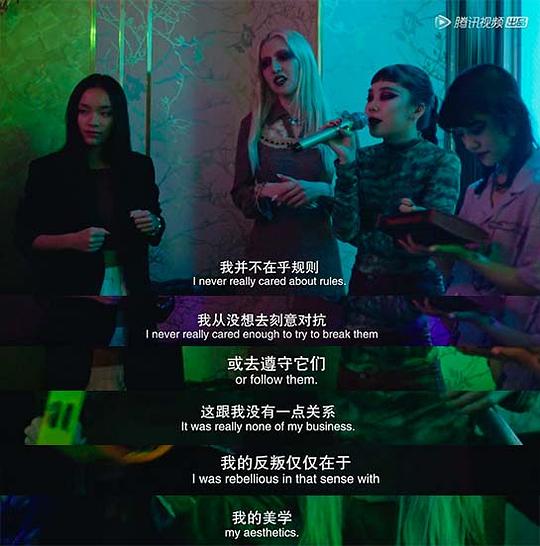 腾讯视频 出品
我并不在乎规则
I never really cared about rules.
我从没想去刻意对抗
I never really cared enough to try to break them
或去遵守它们
or follow them.
这跟我没有一点关系
It was really none of my business.
我的反叛仅仅在于
I was rebellious in that sense with
我的美学
my aesthetics.